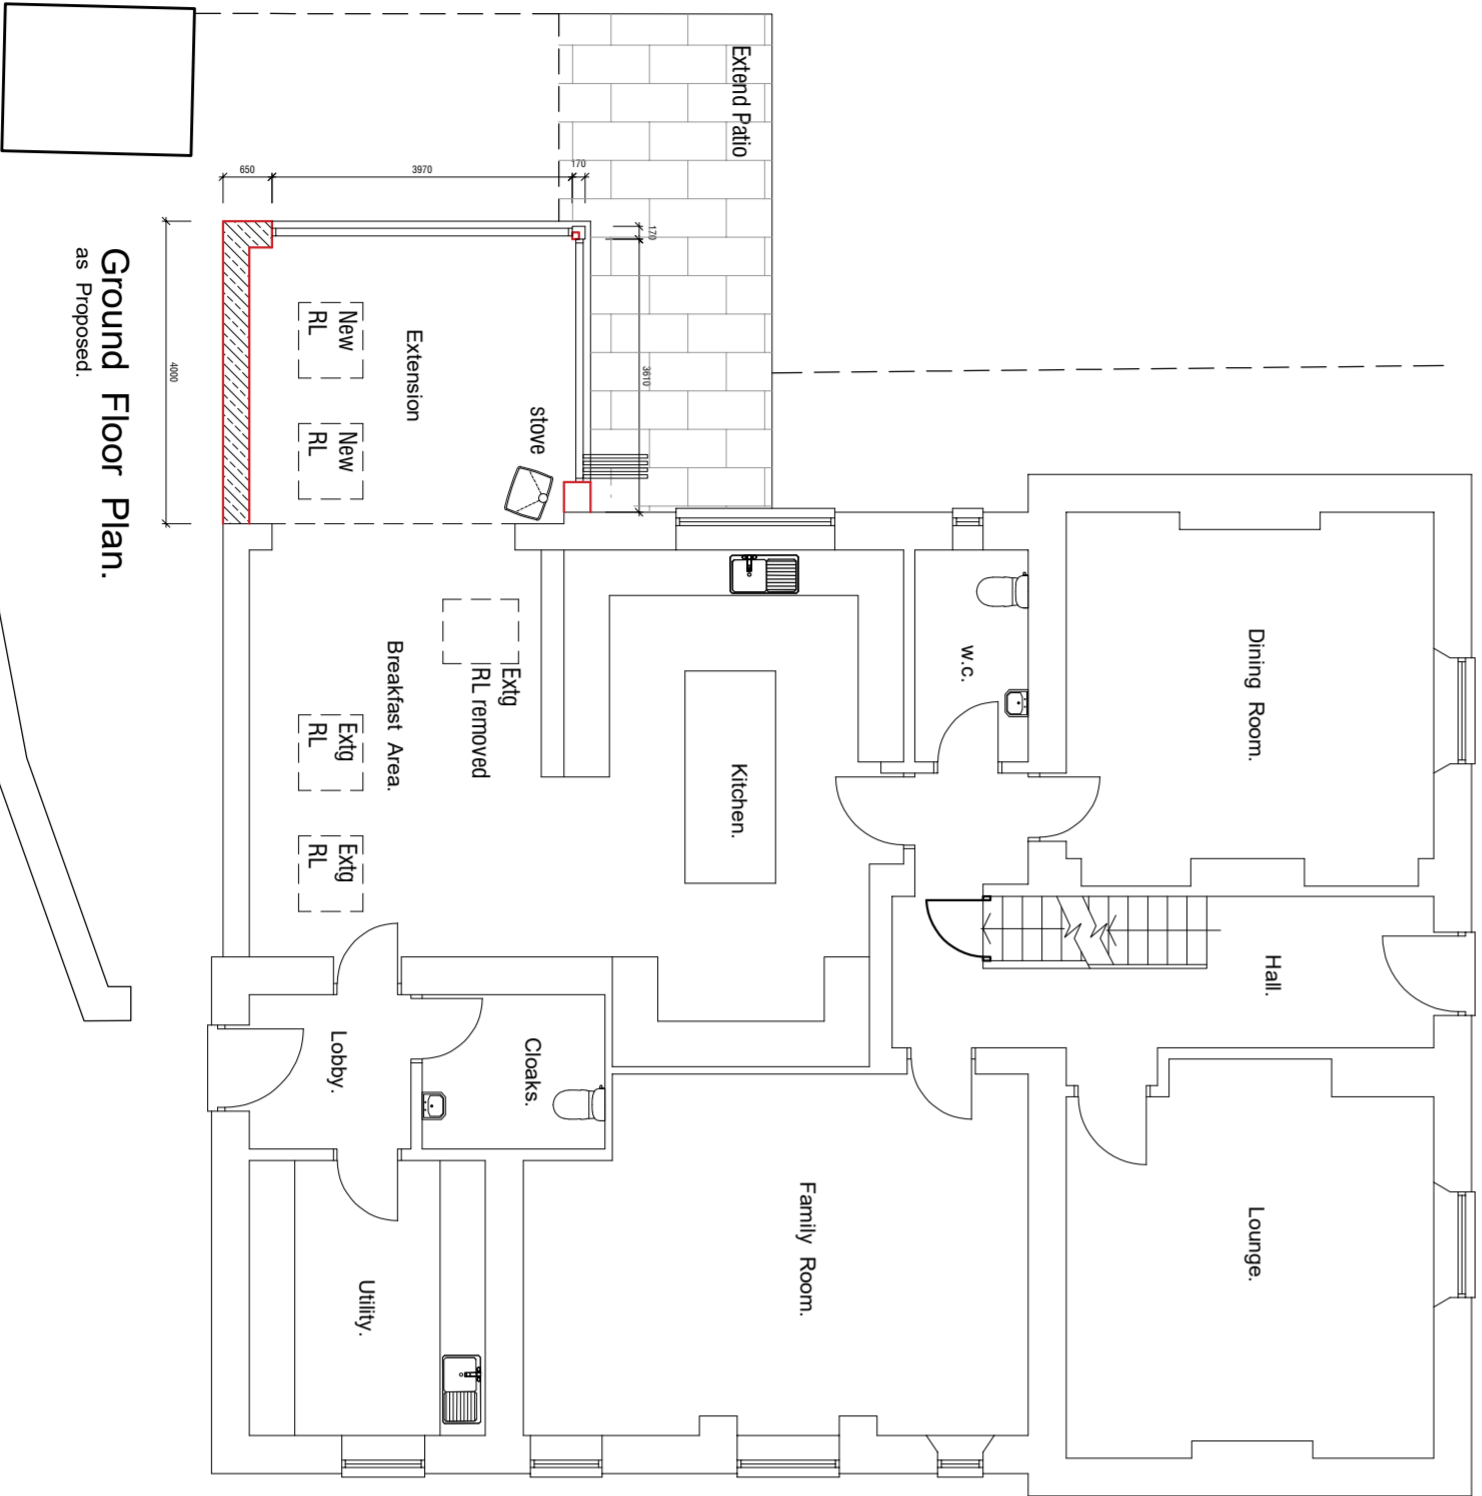 Ground Floor Plan.
as Proposed.
Extend Patio
650
3970
170
170
3610
4000
Extension
stove
New
RL
New
RL
Extg
RL removed
Breakfast Area.
Extg
RL
Extg
RL
Kitchen.
w.c.
Dining Room.
Hall.
Lobby.
Cloaks.
Utility.
Family Room.
Lounge.